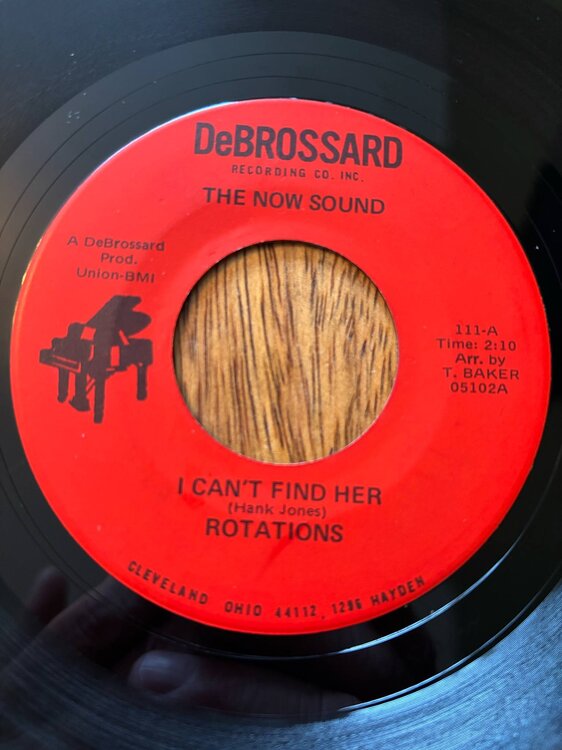 DeBROSSARD
RECORDING CO. INC.
THE NOW SOUND
A DeBrossard
Prod.
Union-BMI
111-A
Time: 2:10
Arr. by
T. BAKER
05102A
I CAN'T FIND HER
(Hank Jones)
ROTATIONS
CLEVELAND OHIO 44112, 1296 HAYDEN